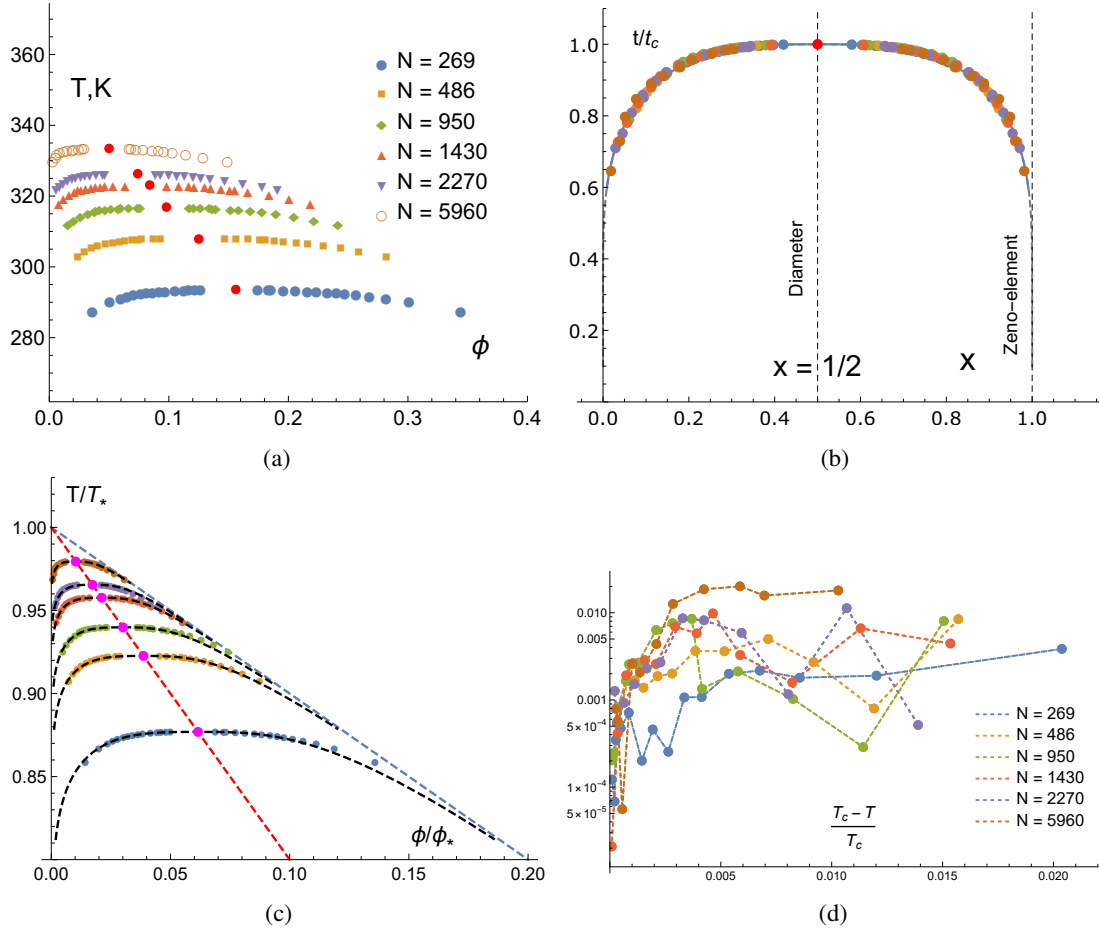 T,K
N = 269
N = 486
N = 950
N = 1430
N = 2270
N = 5960
360
340
320
300
280
0.0 0.1 0.2 0.3 0.4
ϕ
(a)
t/t_c
1.0
0.8
0.6
0.4
0.2
Diameter
Zeno-element
x = 1/2
x
0.0 0.2 0.4 0.6 0.8 1.0
(b)
T/T_*
1.00
0.95
0.90
0.85
ϕ/ϕ_*
0.00 0.05 0.10 0.15 0.20
(c)
0.010
0.005
0.001
5×10⁻⁴
1×10⁻⁴
5×10⁻⁵
N = 269
N = 486
N = 950
N = 1430
N = 2270
N = 5960
T_c − T
T_c
0.005 0.010 0.015 0.020
(d)